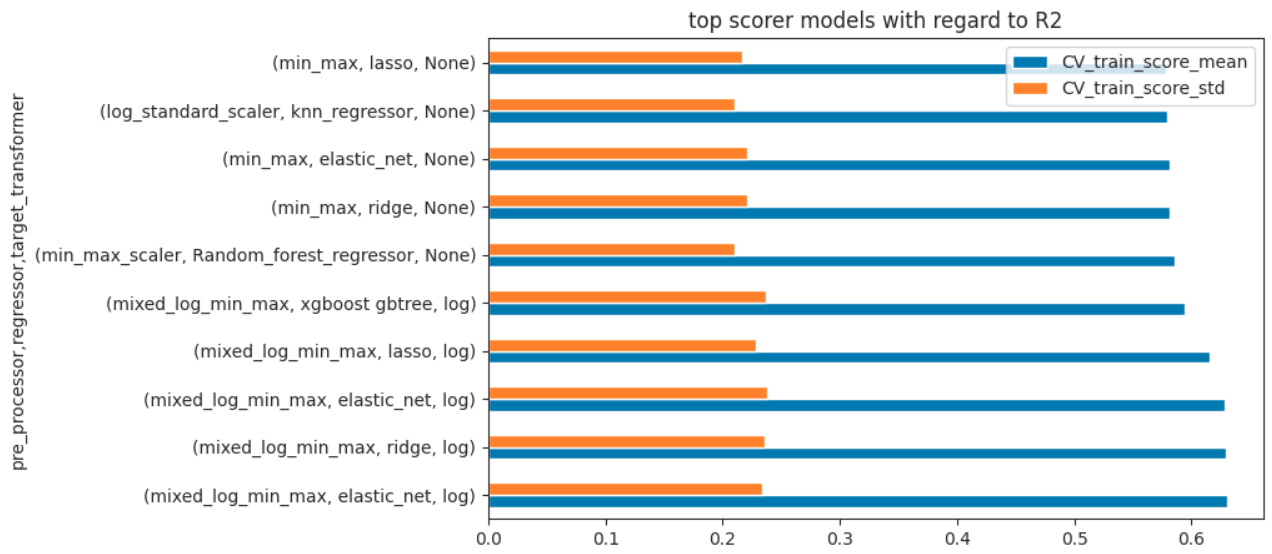 top scorer models with regard to R2
CV_train_score_mean
CV_train_score_std
pre_processor,regressor,target_transformer
(min_max, lasso, None)
(log_standard_scaler, knn_regressor, None)
(min_max, elastic_net, None)
(min_max, ridge, None)
(min_max_scaler, Random_forest_regressor, None)
(mixed_log_min_max, xgboost gbtree, log)
(mixed_log_min_max, lasso, log)
(mixed_log_min_max, elastic_net, log)
(mixed_log_min_max, ridge, log)
(mixed_log_min_max, elastic_net, log)
0.0 0.1 0.2 0.3 0.4 0.5 0.6